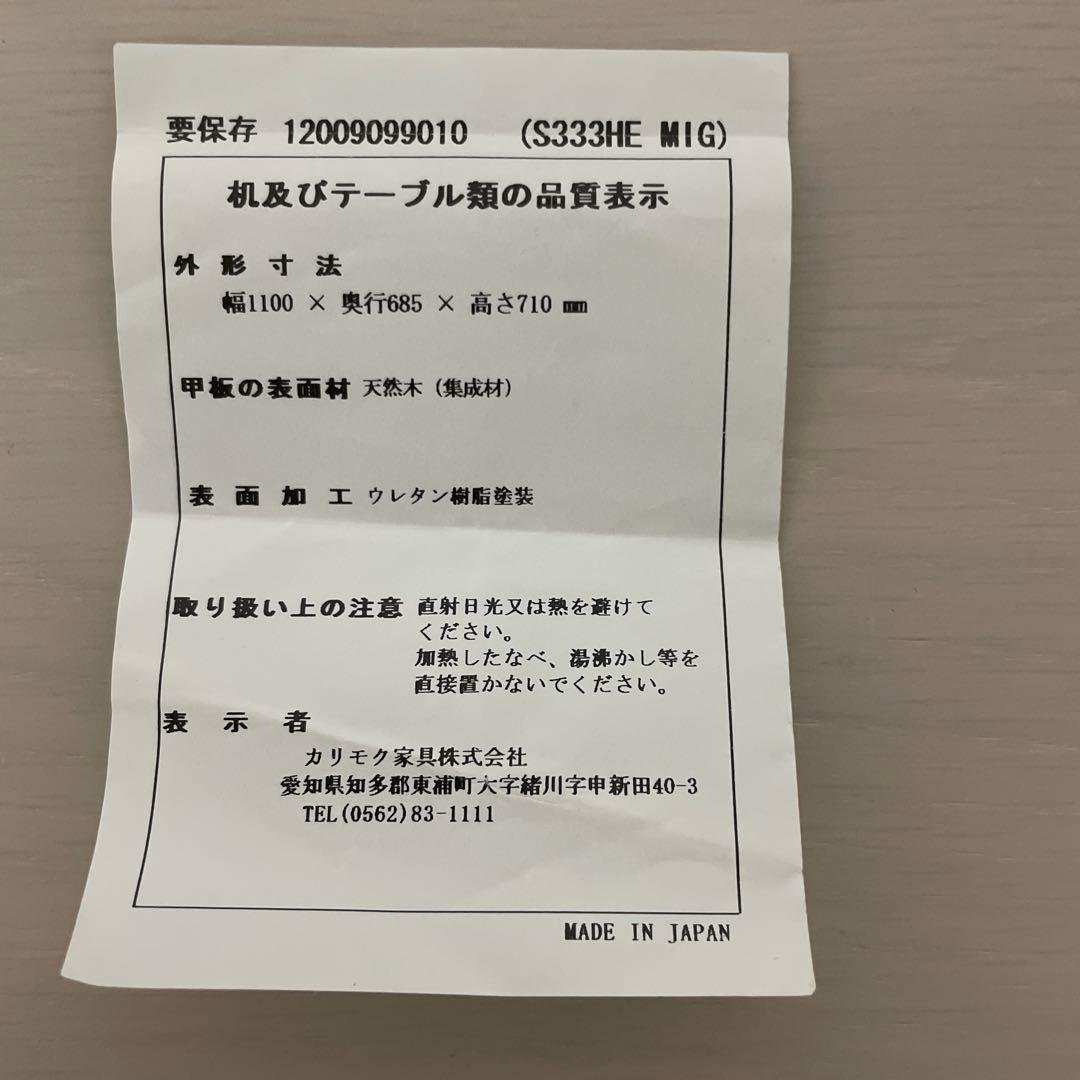 要保存 12009099010 (S333HE MIG)
机及びテーブル類の品質表示
外形寸法
幅1100 × 奥行685 × 高さ710 mm
甲板の表面材 天然木（集成材）
表面加工 ウレタン樹脂塗装
取り扱い上の注意 直射日光又は熱を避けて
ください。
加熱したなべ、湯沸かし等を
直接置かないでください。
表示者
カリモク家具株式会社
愛知県知多郡東浦町大字緒川字申新田40-3
TEL(0562)83-1111
MADE IN JAPAN